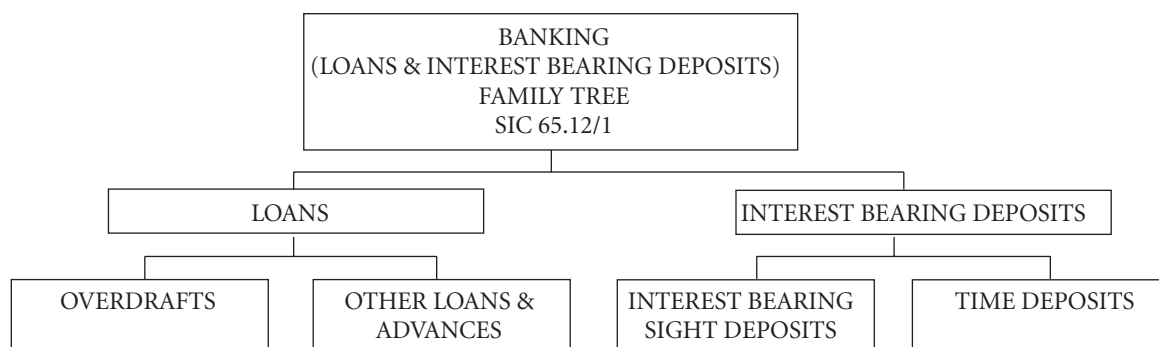 BANKING
(LOANS & INTEREST BEARING DEPOSITS)
FAMILY TREE
SIC 65.12/1
LOANS
INTEREST BEARING DEPOSITS
OVERDRAFTS
OTHER LOANS &
ADVANCES
INTEREST BEARING
SIGHT DEPOSITS
TIME DEPOSITS